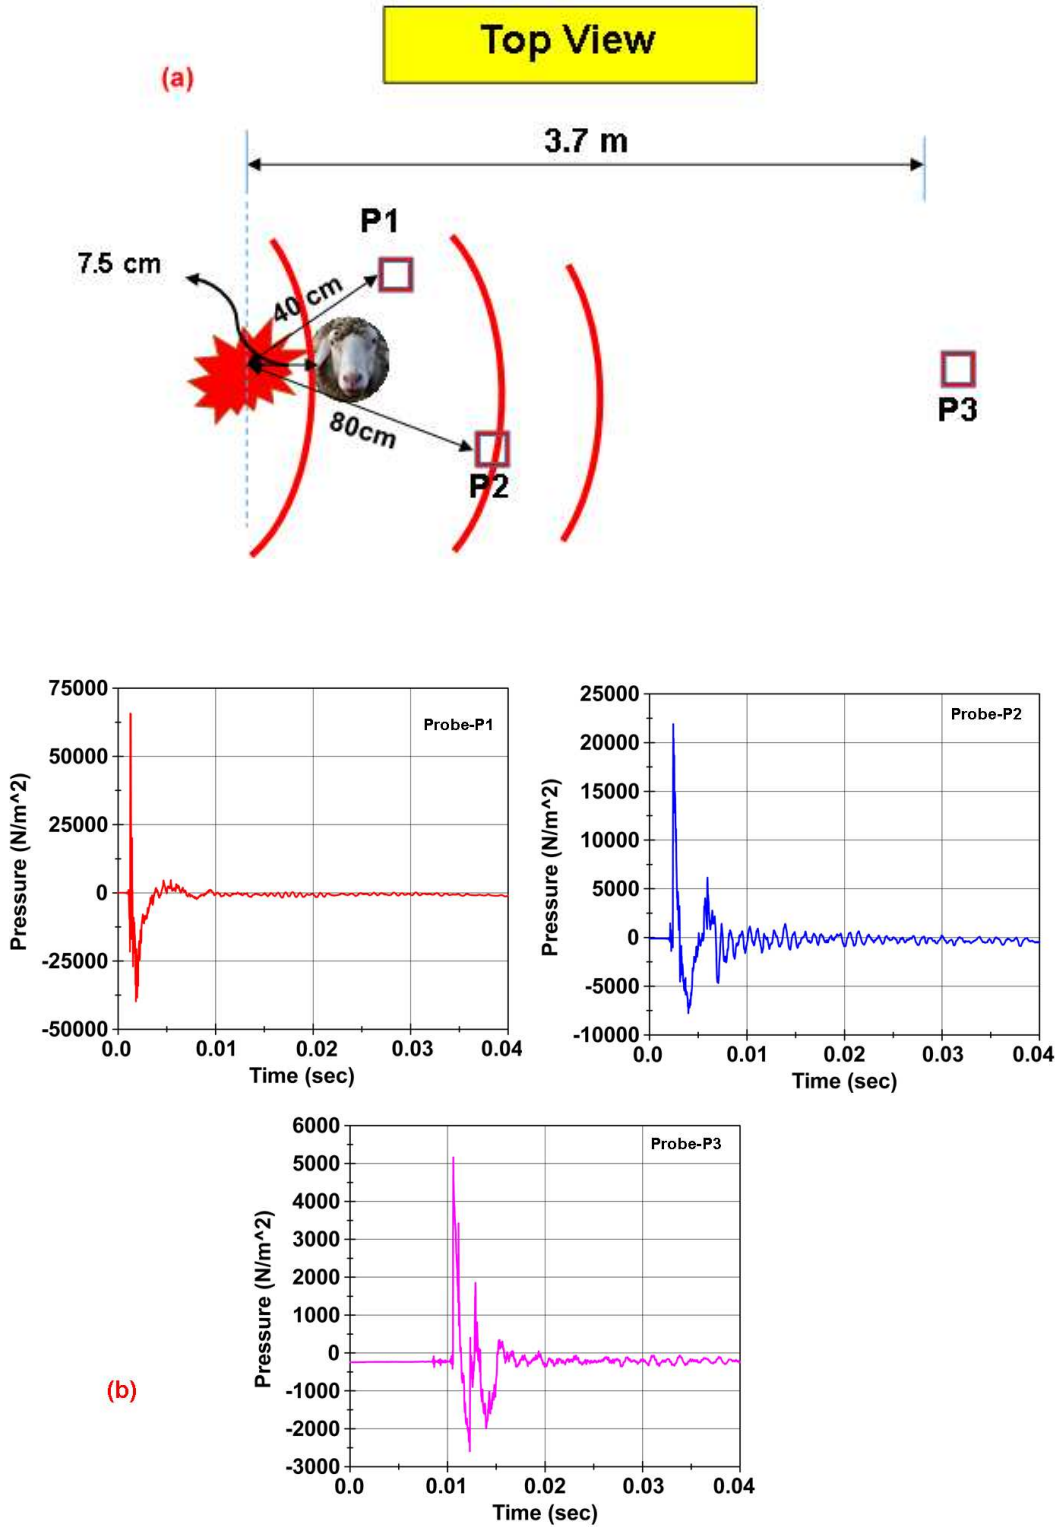 Top View
(a)
3.7 m
P1
7.5 cm
40 cm
80cm
P2
P3
75000
50000
25000
0
-25000
-50000
Pressure (N/m^2)
Probe-P1
0.0 0.01 0.02 0.03 0.04
Time (sec)
25000
20000
15000
10000
5000
0
-5000
-10000
Pressure (N/m^2)
Probe-P2
0.0 0.01 0.02 0.03 0.04
Time (sec)
6000
5000
4000
3000
2000
1000
0
-1000
-2000
-3000
Pressure (N/m^2)
Probe-P3
(b)
0.0 0.01 0.02 0.03 0.04
Time (sec)